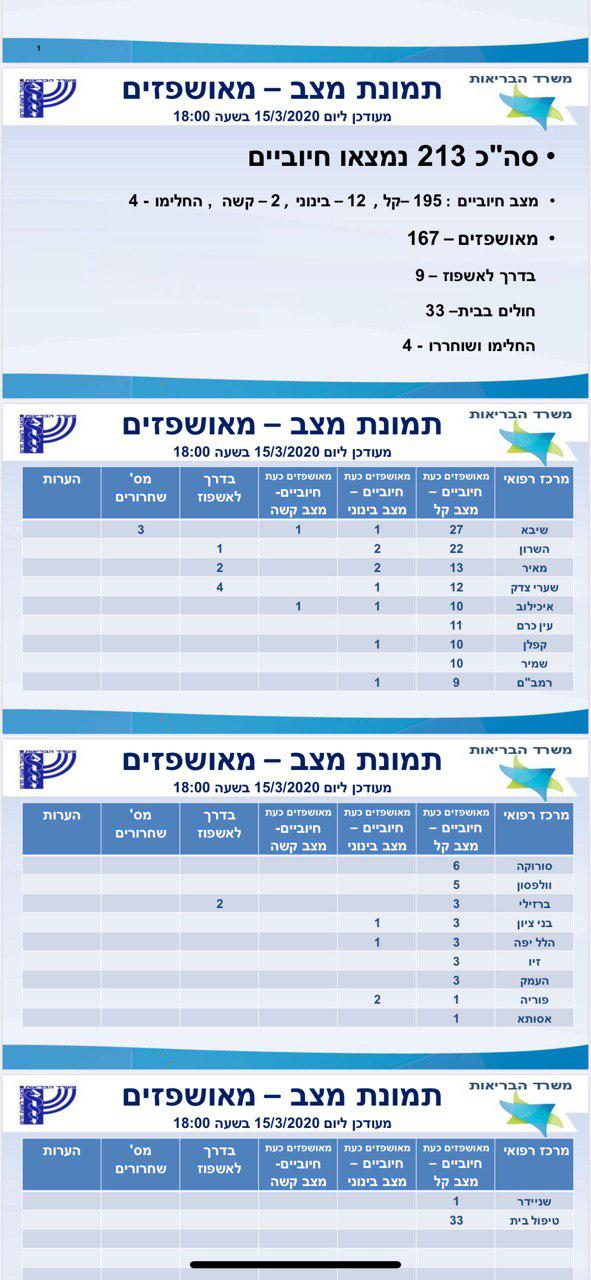 1
משרד הבריאות
תמונת מצב – מאושפזים
מעודכן ליום 15/3/2020 בשעה 18:00
• סה"כ 213 נמצאו חיוביים
• מצב חיוביים : 195 –קל , 12 – בינוני , 2 – קשה , החלימו - 4
• מאושפזים – 167
בדרך לאשפוז – 9
חולים בבית– 33
החלימו ושוחררו - 4
משרד הבריאות
תמונת מצב – מאושפזים
מעודכן ליום 15/3/2020 בשעה 18:00
מרכז רפואי מאושפזים כעת חיוביים – מצב קל מאושפזים כעת חיוביים – מצב בינוני מאושפזים כעת חיוביים- מצב קשה בדרך לאשפוז מס' שחרורים הערות
שיבא 27 1 1 3
השרון 22 2 1
מאיר 13 2 2
שערי צדק 12 1 4
איכילוב 10 1 1
עין כרם 11
קפלן 10 1
שמיר 10
רמב"ם 9 1
משרד הבריאות
תמונת מצב – מאושפזים
מעודכן ליום 15/3/2020 בשעה 18:00
מרכז רפואי מאושפזים כעת חיוביים – מצב קל מאושפזים כעת חיוביים – מצב בינוני מאושפזים כעת חיוביים- מצב קשה בדרך לאשפוז מס' שחרורים הערות
סורוקה 6
וולפסון 5
ברזילי 3 2
בני ציון 3 1
הלל יפה 3 1
זיו 3
העמק 3
פוריה 1 2
אסותא 1
משרד הבריאות
תמונת מצב – מאושפזים
מעודכן ליום 15/3/2020 בשעה 18:00
מרכז רפואי מאושפזים כעת חיוביים – מצב קל מאושפזים כעת חיוביים – מצב בינוני מאושפזים כעת חיוביים- מצב קשה בדרך לאשפוז מס' שחרורים הערות
שניידר 1
טיפול בית 33